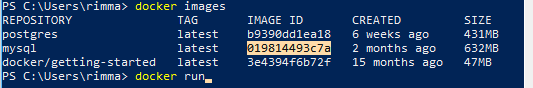 PS C:\Users\rimma> docker images
REPOSITORY TAG IMAGE ID CREATED SIZE
postgres latest b9390dd1ea18 6 weeks ago 431MB
mysql latest 019814493c7a 2 months ago 632MB
docker/getting-started latest 3e4394f6b72f 15 months ago 47MB
PS C:\Users\rimma> docker run